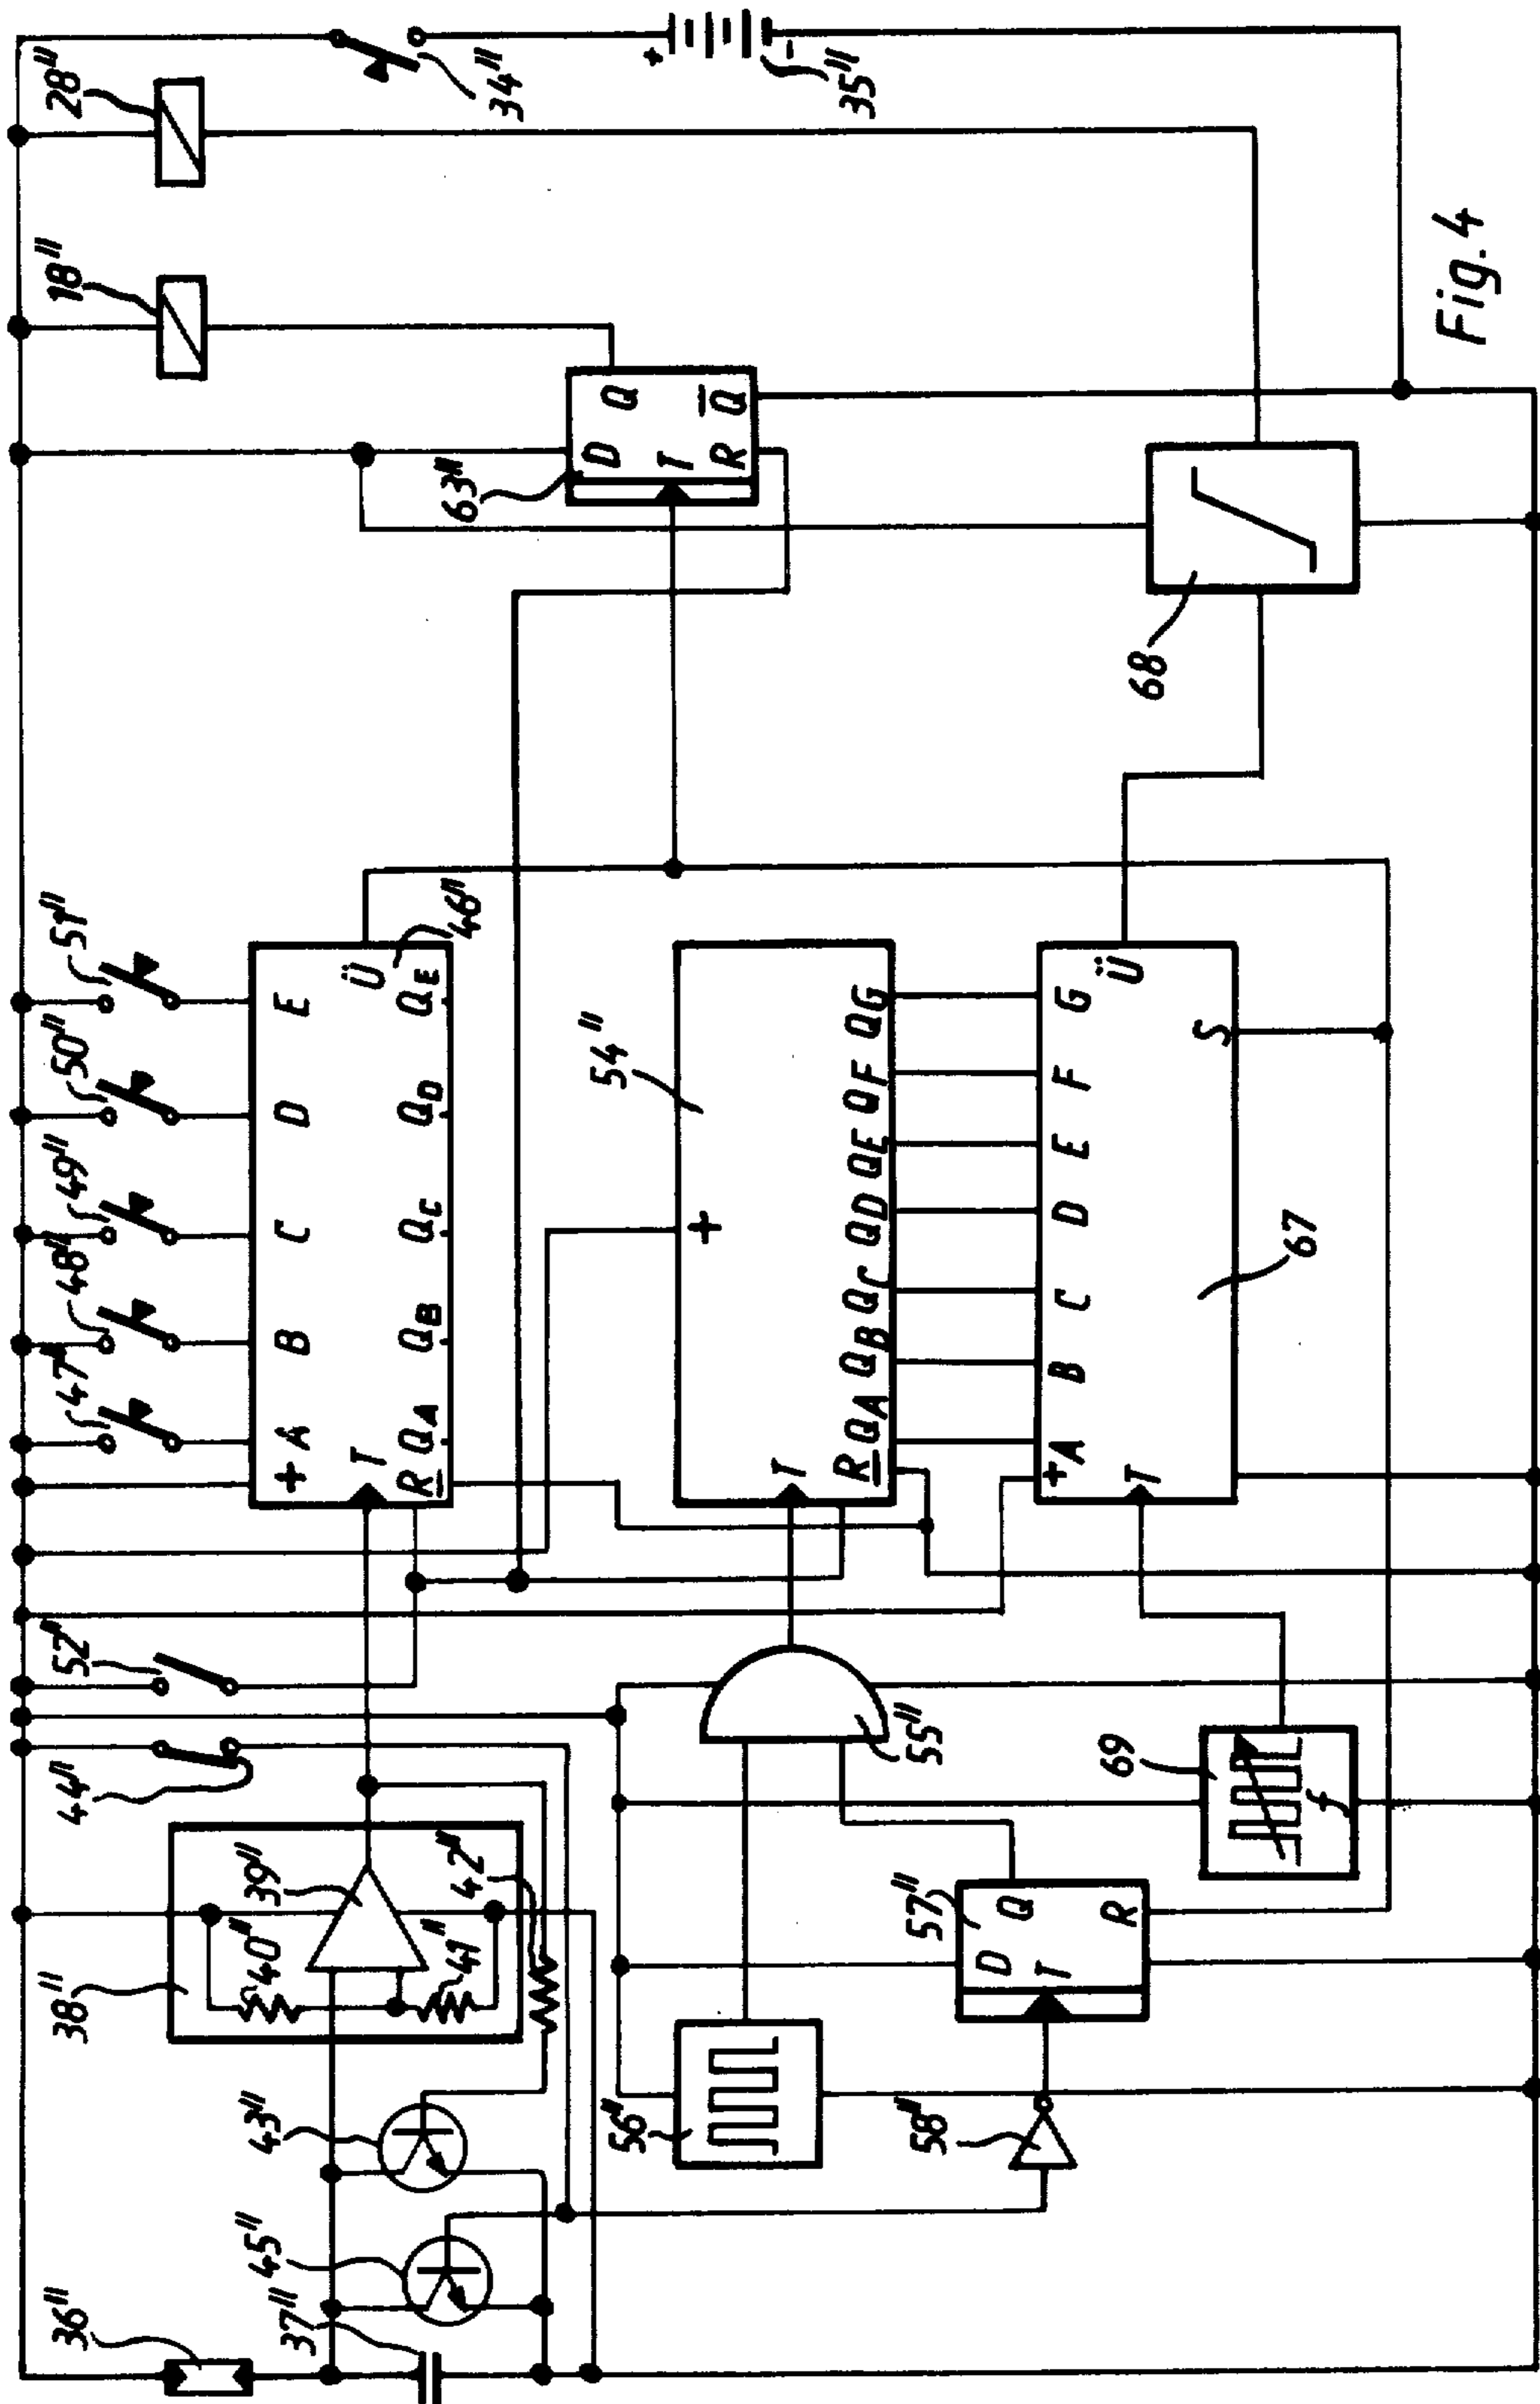 36"
37"
45"
43"
38"
40"
39"
41"
42"
44"
52"
47"
48"
49"
50"
51"
+ A B C D E
T Ü
R QA QB QC QD QE
46"
54"
+
T
R QA QB QC QD QE QF QG
+ A B C D E F G
T S Ü
67
55"
56"
57"
D Q
T R
58"
69
f
63"
D Q
T
R Q̅
68
18"
28"
34"
+
-
35"
Fig. 4